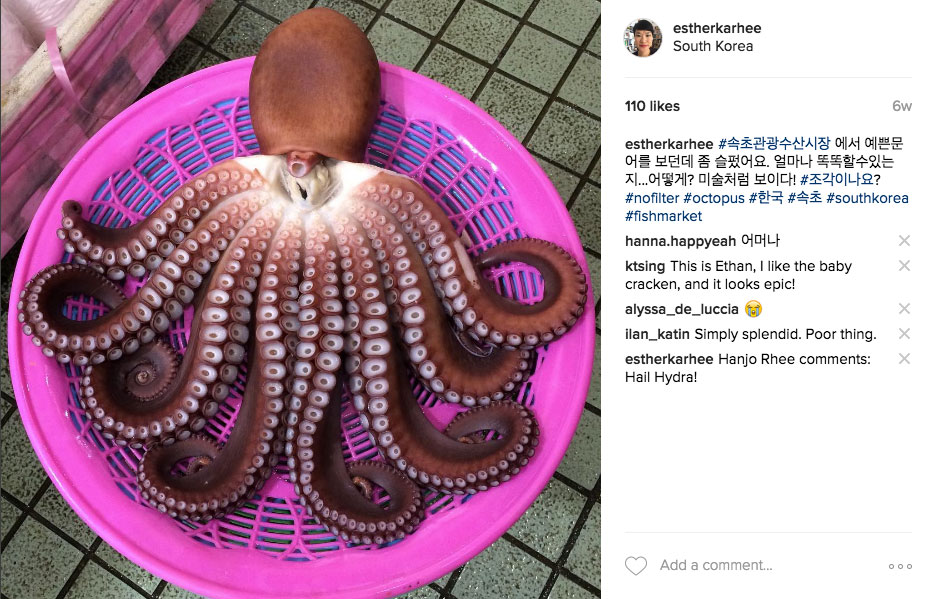 estherkarhee
South Korea
110 likes 6w
estherkarhee #속초관광수산시장 에서 예쁜문
어를 보던데 좀 슬펐어요. 얼마나 똑똑할수있는
지...어떻게? 미술처럼 보이다! #조각이나요?
#nofilter #octopus #한국 #속초 #southkorea
#fishmarket
hanna.happyeah 어머나
ktsing This is Ethan, I like the baby
cracken, and it looks epic!
alyssa_de_luccia 😭
ilan_katin Simply splendid. Poor thing.
estherkarhee Hanjo Rhee comments:
Hail Hydra!
Add a comment...